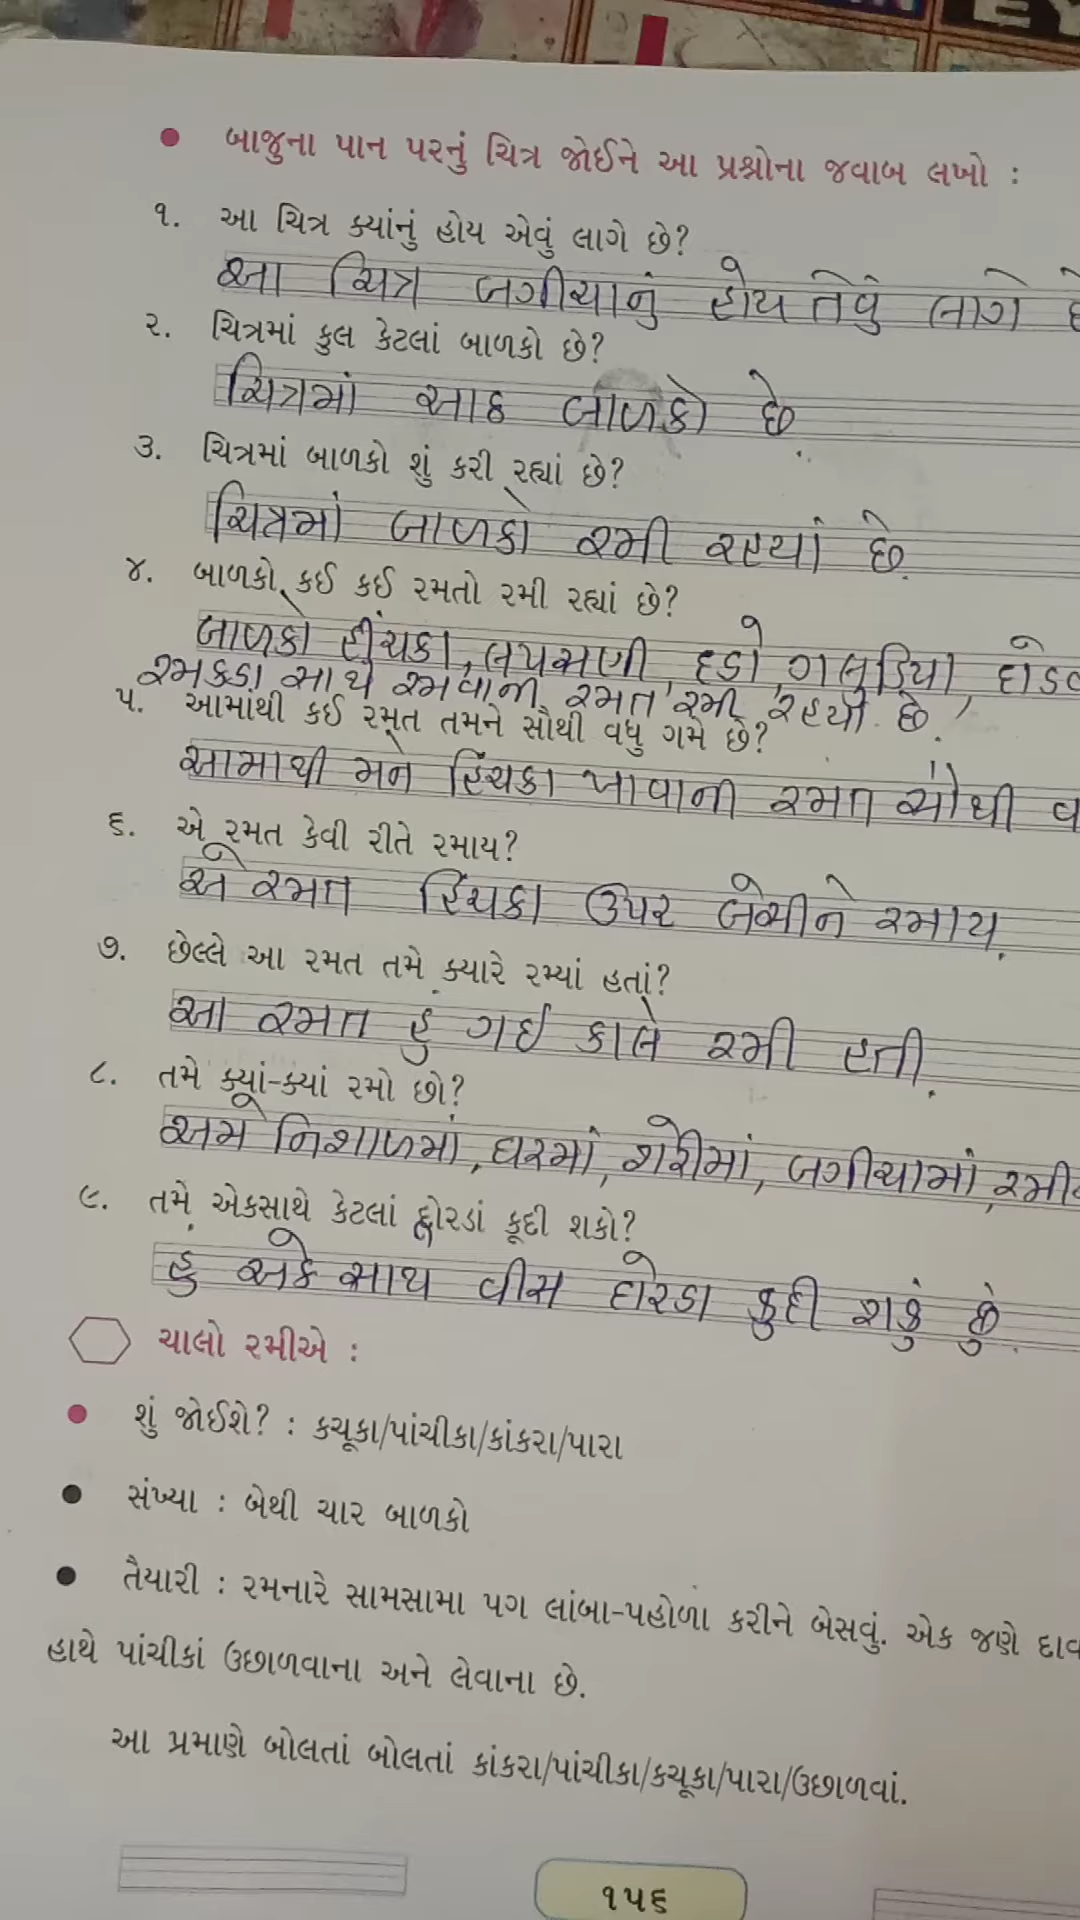 EY
• બાજુના પાન પરનું ચિત્ર જોઈને આ પ્રશ્નોના જવાબ લખો :
૧. આ ચિત્ર ક્યાંનું હોય એવું લાગે છે?
આ ચિત્ર બગીચાનું હોય તેવું લાગે
૨. ચિત્રમાં કુલ કેટલાં બાળકો છે?
ચિત્રમાં આઠ બાળકો છે.
૩. ચિત્રમાં બાળકો શું કરી રહ્યાં છે?
ચિત્રમાં બાળકો રમી રહયાં છે.
૪. બાળકો કઈ કઈ રમતો રમી રહ્યાં છે?
બાળકો હીંચકા, લપસણી, દડો, ગલુડિયા,
રમકડા સાથે રમવાની રમત રમી રહયાં છે.
૫. આમાંથી કઈ રમત તમને સૌથી વધુ ગમે છે?
આમાથી મને હિંચકા ખાવાની રમત સૌથી
૬. એ રમત કેવી રીતે રમાય?
એ રમત હિંચકા ઉપર બેસીને રમાય.
૭. છેલ્લે આ રમત તમે ક્યારે રમ્યાં હતાં?
આ રમત હું ગઈ કાલે રમી હતી.
૮. તમે ક્યાં-ક્યાં રમો છો?
અમે નિશાળમાં, ઘરમાં, શેરીમાં, બગીચામાં,
૯. તમે એકસાથે કેટલાં દોરડાં કૂદી શકો?
હું એક સાથ વીસ દોરડા કુદી શકું છું.
ચાલો રમીએ :
• શું જોઈશે? : કચૂકા/પાંચીકા/કાંકરા/પારા
• સંખ્યા : બેથી ચાર બાળકો
• તૈયારી : રમનારે સામસામા પગ લાંબા-પહોળા કરીને બેસવું. એક જણે
હાથે પાંચીકાં ઉછાળવાના અને લેવાના છે.
આ પ્રમાણે બોલતાં બોલતાં કાંકરા/પાંચીકા/કચૂકા/પારા/ઉછાળવાં.
૧૫૬